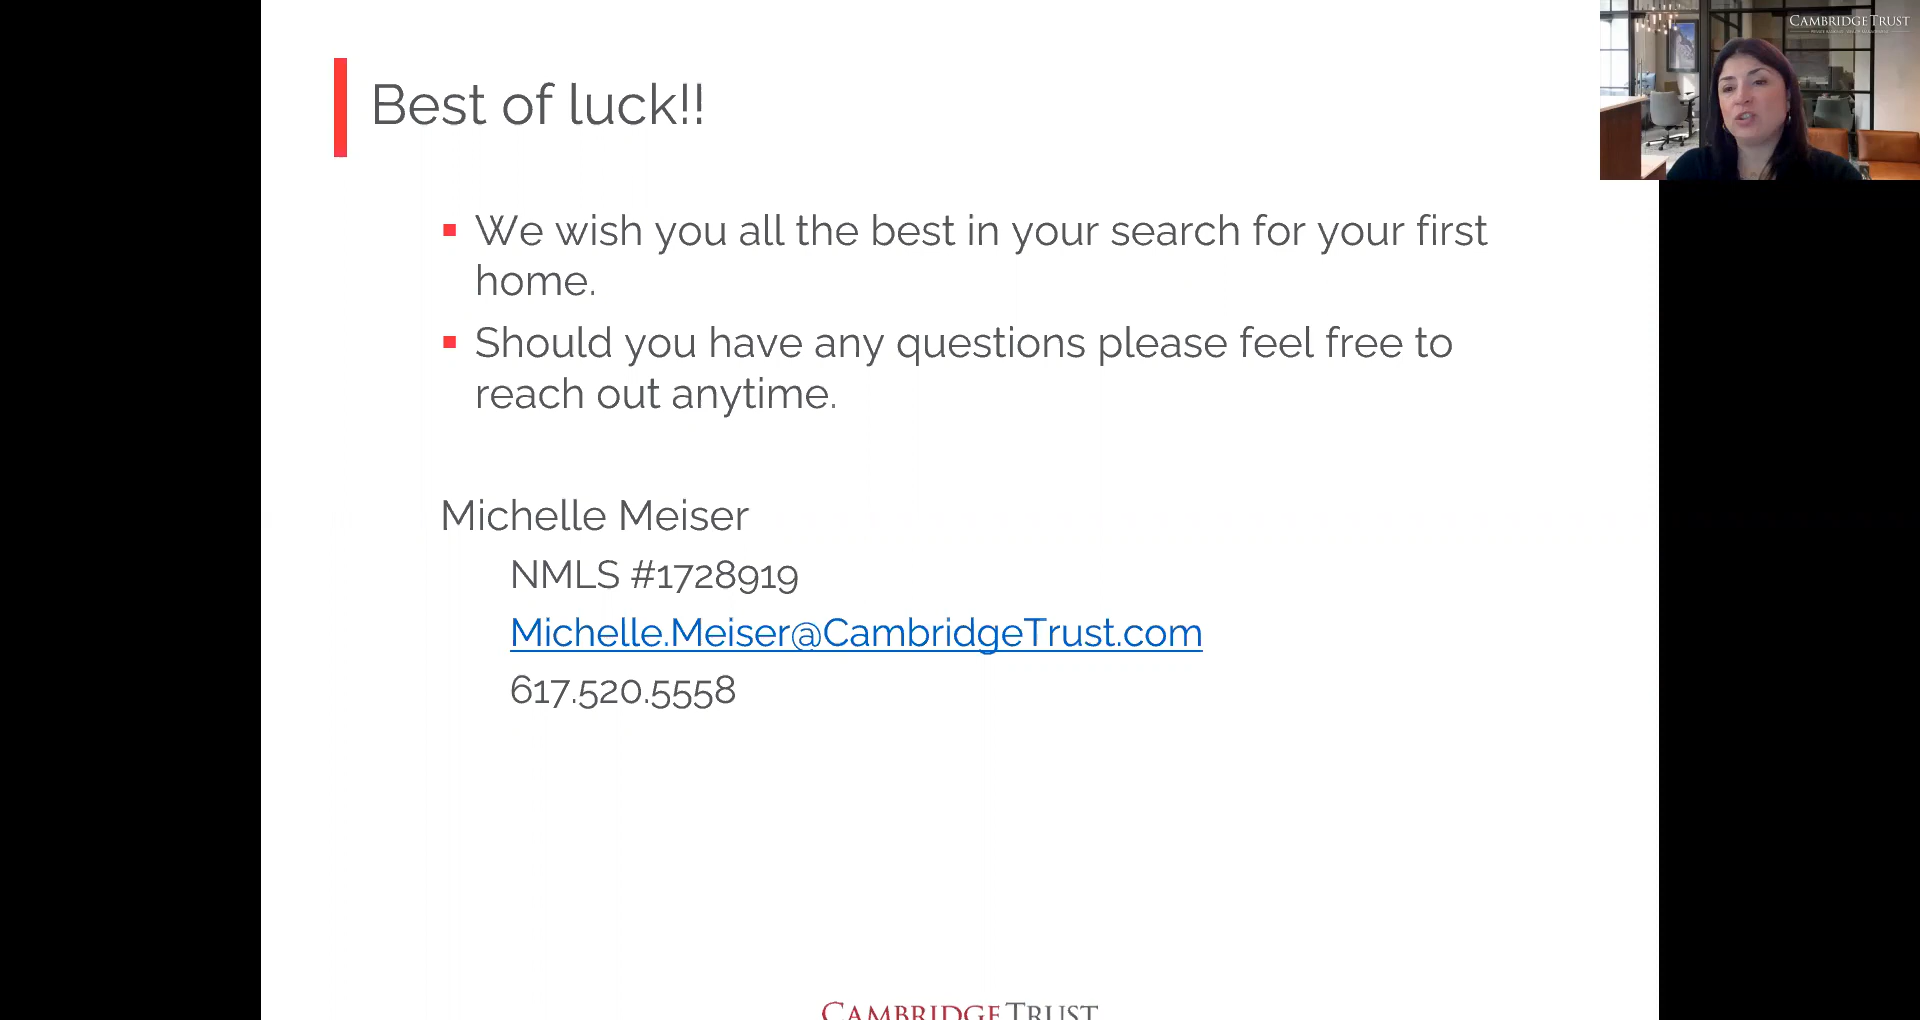 CAMBRIDGE TRUST
Best of luck!!
▪ We wish you all the best in your search for your first
home.
▪ Should you have any questions please feel free to
reach out anytime.
Michelle Meiser
NMLS #1728919
Michelle.Meiser@CambridgeTrust.com
617.520.5558
CAMBRIDGE TRUST